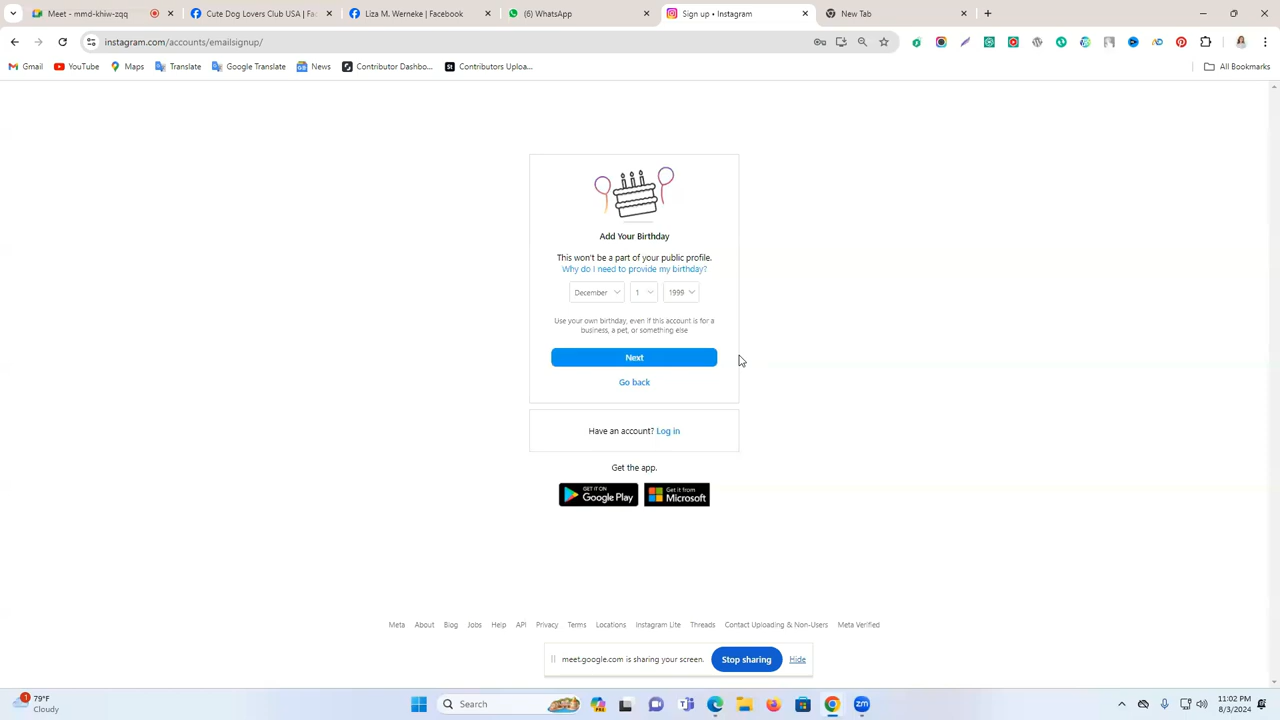 Meet - mmd-khiw-zqq
Cute Dog Lovers Club USA | Fac
Liza M. Werneke | Facebook
(6) WhatsApp
Sign up • Instagram
New Tab
instagram.com/accounts/emailsignup/
Gmail
YouTube
Maps
Translate
Google Translate
News
Contributor Dashbo...
Contributors Uploa...
All Bookmarks
Add Your Birthday
This won't be a part of your public profile.
Why do I need to provide my birthday?
December 1 1999
Use your own birthday, even if this account is for a
business, a pet, or something else
Next
Go back
Have an account? Log in
Get the app.
GET IT ON
Google Play
Get it from
Microsoft
Meta About Blog Jobs Help API Privacy Terms Locations Instagram Lite Threads Contact Uploading & Non-Users Meta Verified
meet.google.com is sharing your screen.
Stop sharing
Hide
1
79°F
Cloudy
Search
11:02 PM
8/3/2024